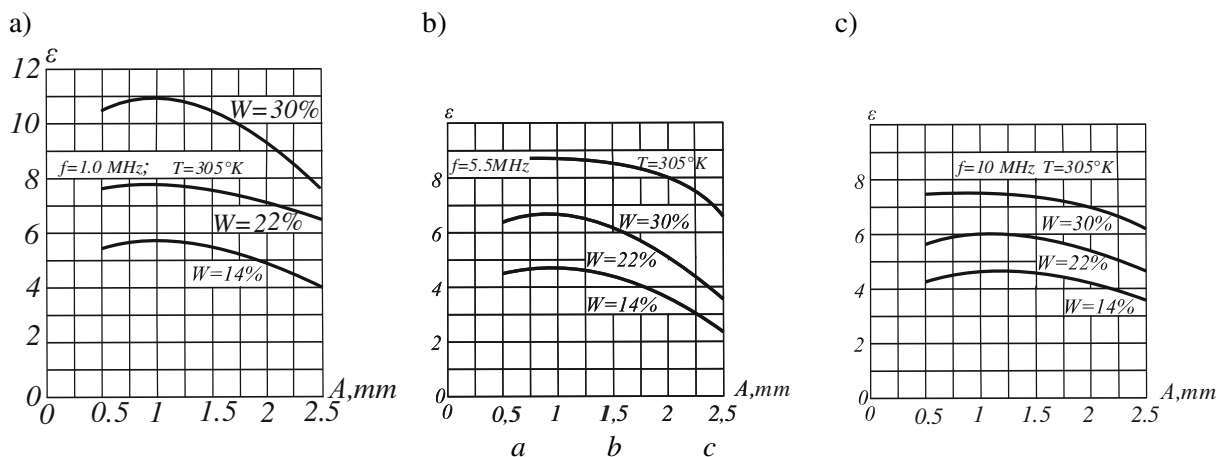 a)
ε
12
10
8
6
4
2
0
W=30%
f=1.0 MHz; T=305°K
W=22%
W=14%
A,mm
0 0.5 1 1.5 2 2.5
b)
ε
8
6
4
2
0
f=5.5MHz T=305°K
W=30%
W=22%
W=14%
A,mm
0 0,5 1 1,5 2 2,5
a b c
c)
ε
8
6
4
2
0
f=10 MHz T=305°K
W=30%
W=22%
W=14%
A,mm
0 0.5 1 1.5 2 2.5